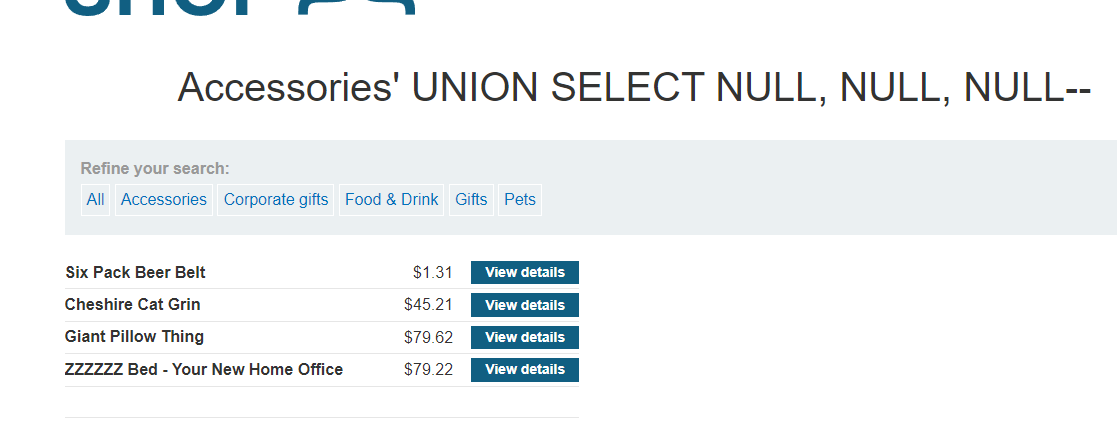 SHOP
Accessories' UNION SELECT NULL, NULL, NULL--
Refine your search:
All Accessories Corporate gifts Food & Drink Gifts Pets
Six Pack Beer Belt $1.31 View details
Cheshire Cat Grin $45.21 View details
Giant Pillow Thing $79.62 View details
ZZZZZZ Bed - Your New Home Office $79.22 View details